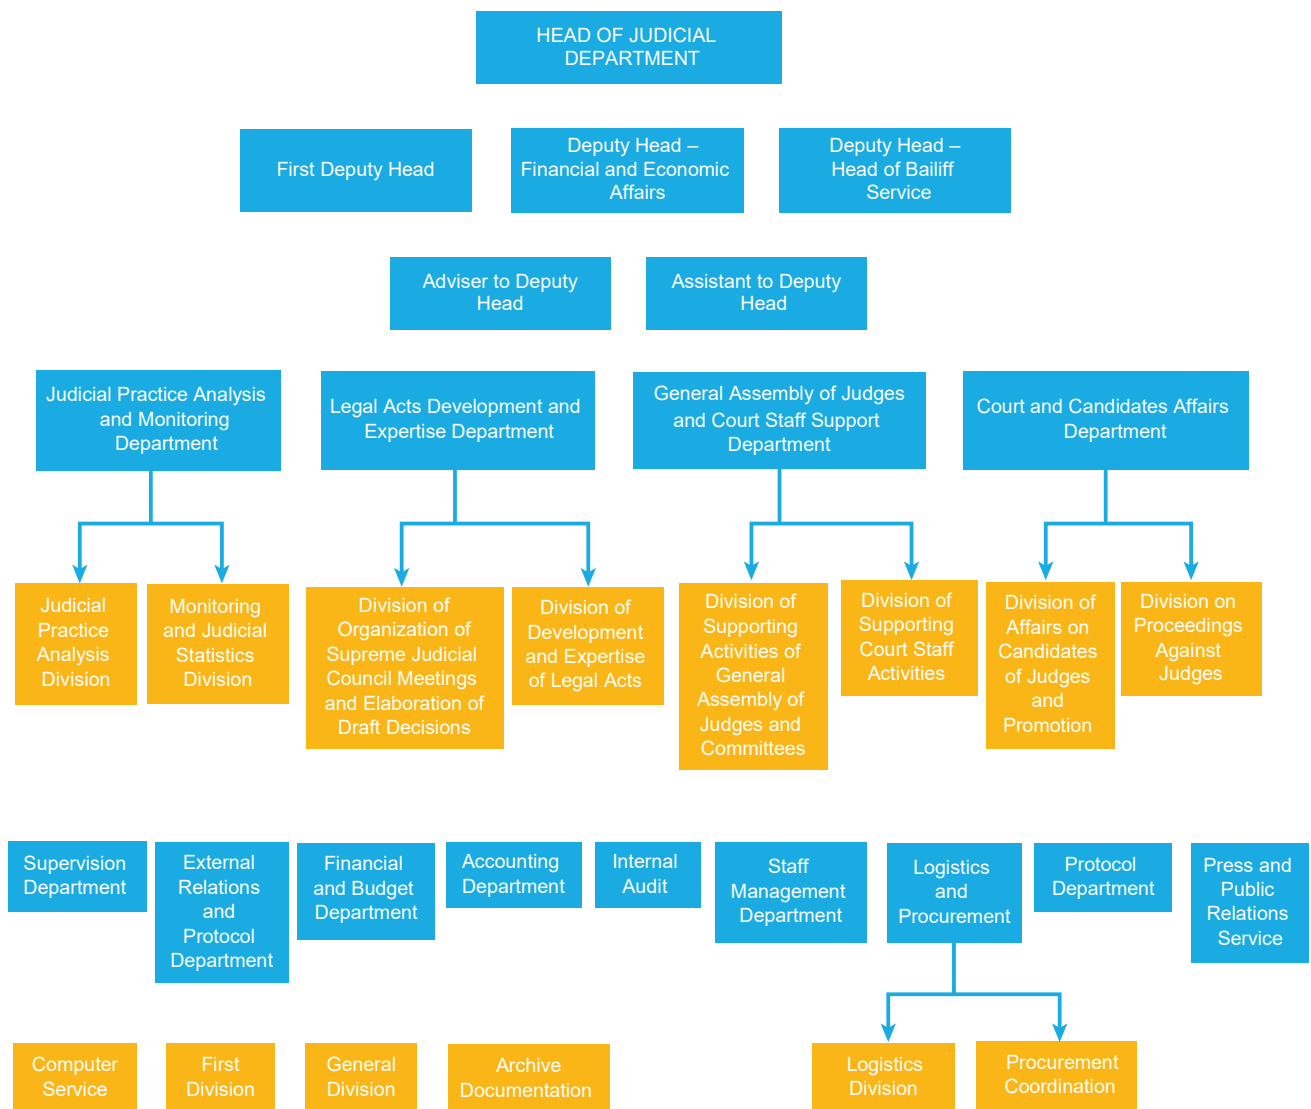 HEAD OF JUDICIAL
DEPARTMENT
First Deputy Head
Deputy Head –
Financial and Economic
Affairs
Deputy Head –
Head of Bailiff
Service
Adviser to Deputy
Head
Assistant to Deputy
Head
Judicial Practice Analysis
and Monitoring
Department
Legal Acts Development and
Expertise Department
General Assembly of Judges
and Court Staff Support
Department
Court and Candidates Affairs
Department
Judicial
Practice
Analysis
Division
Monitoring
and Judicial
Statistics
Division
Division of
Organization of
Supreme Judicial
Council Meetings
and Elaboration of
Draft Decisions
Division of
Development
and Expertise
of Legal Acts
Division of
Supporting
Activities of
General
Assembly of
Judges and
Committees
Division of
Supporting
Court Staff
Activities
Division of
Affairs on
Candidates
of Judges
and
Promotion
Division on
Proceedings
Against
Judges
Supervision
Department
External
Relations
and
Protocol
Department
Financial
and Budget
Department
Accounting
Department
Internal
Audit
Staff
Management
Department
Logistics
and
Procurement
Protocol
Department
Press and
Public
Relations
Service
Computer
Service
First
Division
General
Division
Archive
Documentation
Logistics
Division
Procurement
Coordination